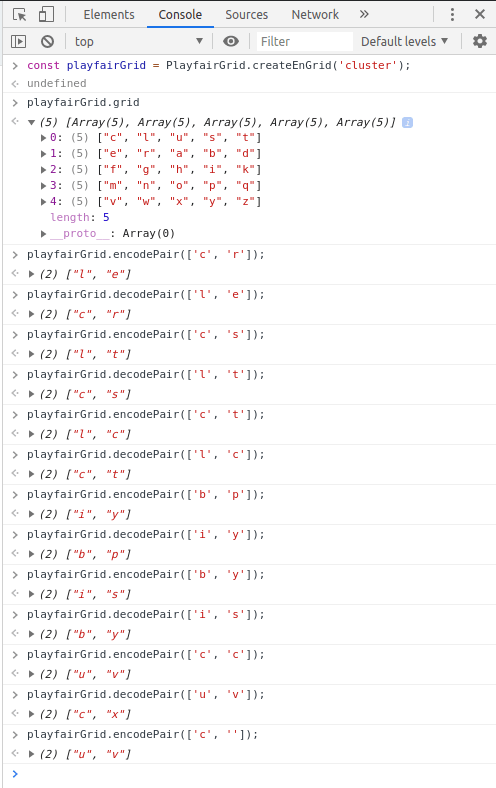 Elements Console Sources Network
top Filter Default levels
const playfairGrid = PlayfairGrid.createEnGrid('cluster');
undefined
playfairGrid.grid
(5) [Array(5), Array(5), Array(5), Array(5), Array(5)]
0: (5) ["c", "l", "u", "s", "t"]
1: (5) ["e", "r", "a", "b", "d"]
2: (5) ["f", "g", "h", "i", "k"]
3: (5) ["m", "n", "o", "p", "q"]
4: (5) ["v", "w", "x", "y", "z"]
length: 5
__proto__: Array(0)
playfairGrid.encodePair(['c', 'r']);
(2) ["l", "e"]
playfairGrid.decodePair(['l', 'e']);
(2) ["c", "r"]
playfairGrid.encodePair(['c', 's']);
(2) ["l", "t"]
playfairGrid.decodePair(['l', 't']);
(2) ["c", "s"]
playfairGrid.encodePair(['c', 't']);
(2) ["l", "c"]
playfairGrid.decodePair(['l', 'c']);
(2) ["c", "t"]
playfairGrid.encodePair(['b', 'p']);
(2) ["i", "y"]
playfairGrid.decodePair(['i', 'y']);
(2) ["b", "p"]
playfairGrid.encodePair(['b', 'y']);
(2) ["i", "s"]
playfairGrid.decodePair(['i', 's']);
(2) ["b", "y"]
playfairGrid.encodePair(['c', 'c']);
(2) ["u", "v"]
playfairGrid.decodePair(['u', 'v']);
(2) ["c", "x"]
playfairGrid.encodePair(['c', '']);
(2) ["u", "v"]